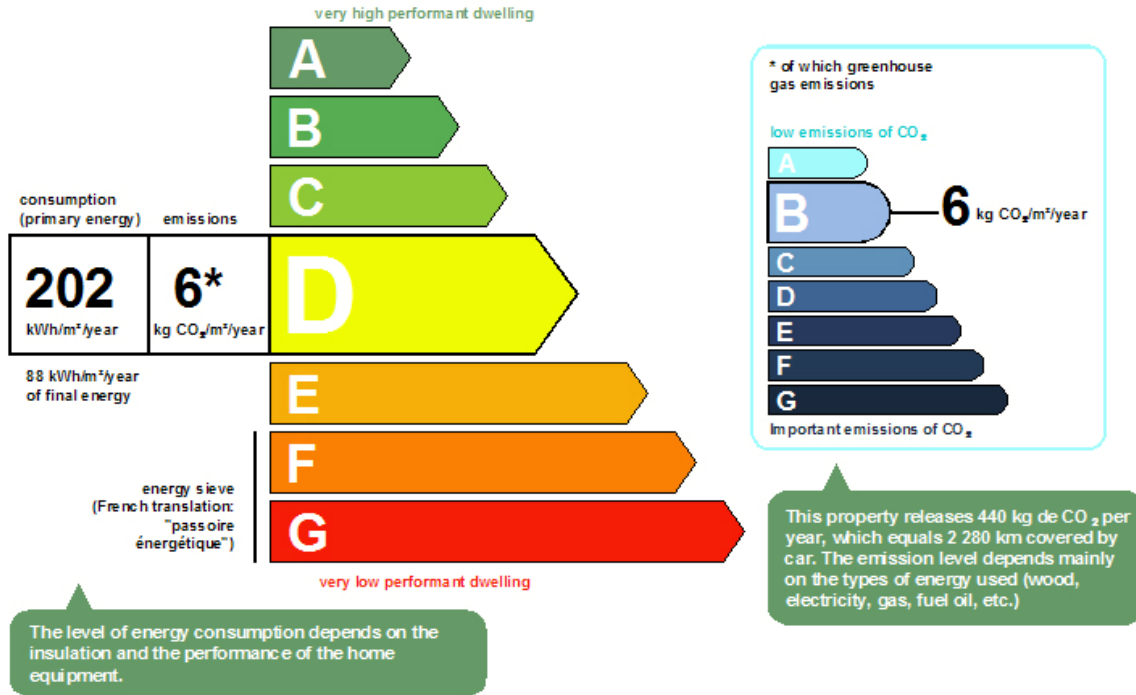 very high performant dwelling
A
B
C
consumption
(primary energy)
emissions
202
kWh/m²/year
6*
kg CO₂/m²/year
D
88 kWh/m²/year
of final energy
E
F
G
energy sieve
(French translation:
"passoire
énergétique")
very low performant dwelling
The level of energy consumption depends on the
insulation and the performance of the home
equipment.
* of which greenhouse
gas emissions
low emissions of CO₂
A
B
6 kg CO₂/m²/year
C
D
E
F
G
Important emissions of CO₂
This property releases 440 kg de CO₂ per
year, which equals 2 280 km covered by
car. The emission level depends mainly
on the types of energy used (wood,
electricity, gas, fuel oil, etc.)